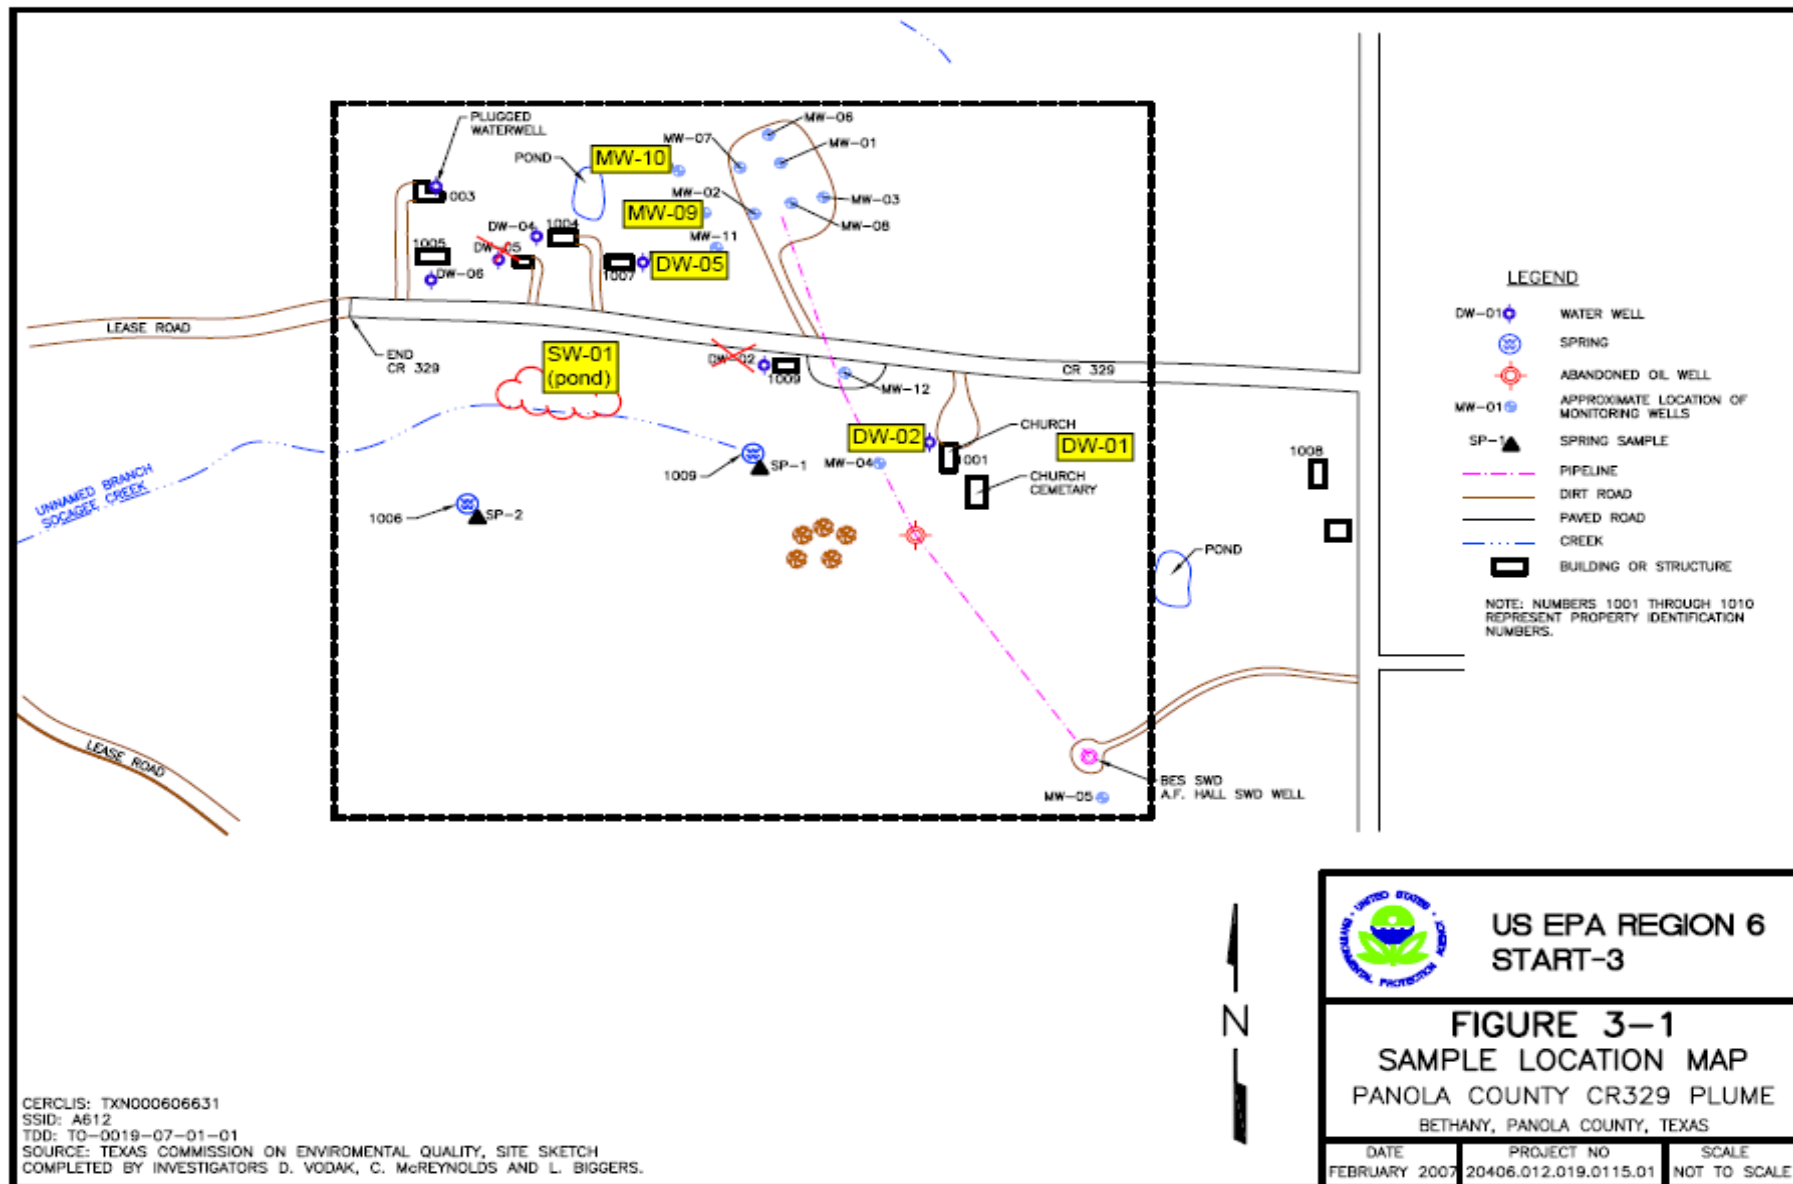 PLUGGED
WATERWELL
POND
MW-10
MW-07
MW-06
MW-01
1003
MW-02
MW-03
MW-09
MW-08
DW-04
1004
MW-11
1005
DW-05
DW-06
1007
DW-05
LEASE ROAD
END
CR 329
SW-01
(pond)
DW-02
1009
MW-12
CR 329
UNNAMED BRANCH
SOCAGEE CREEK
1009
SP-1
1006
SP-2
DW-02
MW-04
CHURCH
1001
DW-01
CHURCH
CEMETARY
1008
POND
LEASE ROAD
BES SWD
A.F. HALL SWD WELL
MW-05
LEGEND
DW-01 WATER WELL
SPRING
ABANDONED OIL WELL
MW-01 APPROXIMATE LOCATION OF
MONITORING WELLS
SP-1 SPRING SAMPLE
PIPELINE
DIRT ROAD
PAVED ROAD
CREEK
BUILDING OR STRUCTURE
NOTE: NUMBERS 1001 THROUGH 1010
REPRESENT PROPERTY IDENTIFICATION
NUMBERS.
N
UNITED STATES
ENVIRONMENTAL PROTECTION AGENCY
US EPA REGION 6
START-3
FIGURE 3-1
SAMPLE LOCATION MAP
PANOLA COUNTY CR329 PLUME
BETHANY, PANOLA COUNTY, TEXAS
DATE
FEBRUARY 2007
PROJECT NO
20406.012.019.0115.01
SCALE
NOT TO SCALE
CERCLIS: TXN000606631
SSID: A612
TDD: TO-0019-07-01-01
SOURCE: TEXAS COMMISSION ON ENVIROMENTAL QUALITY, SITE SKETCH
COMPLETED BY INVESTIGATORS D. VODAK, C. McREYNOLDS AND L. BIGGERS.